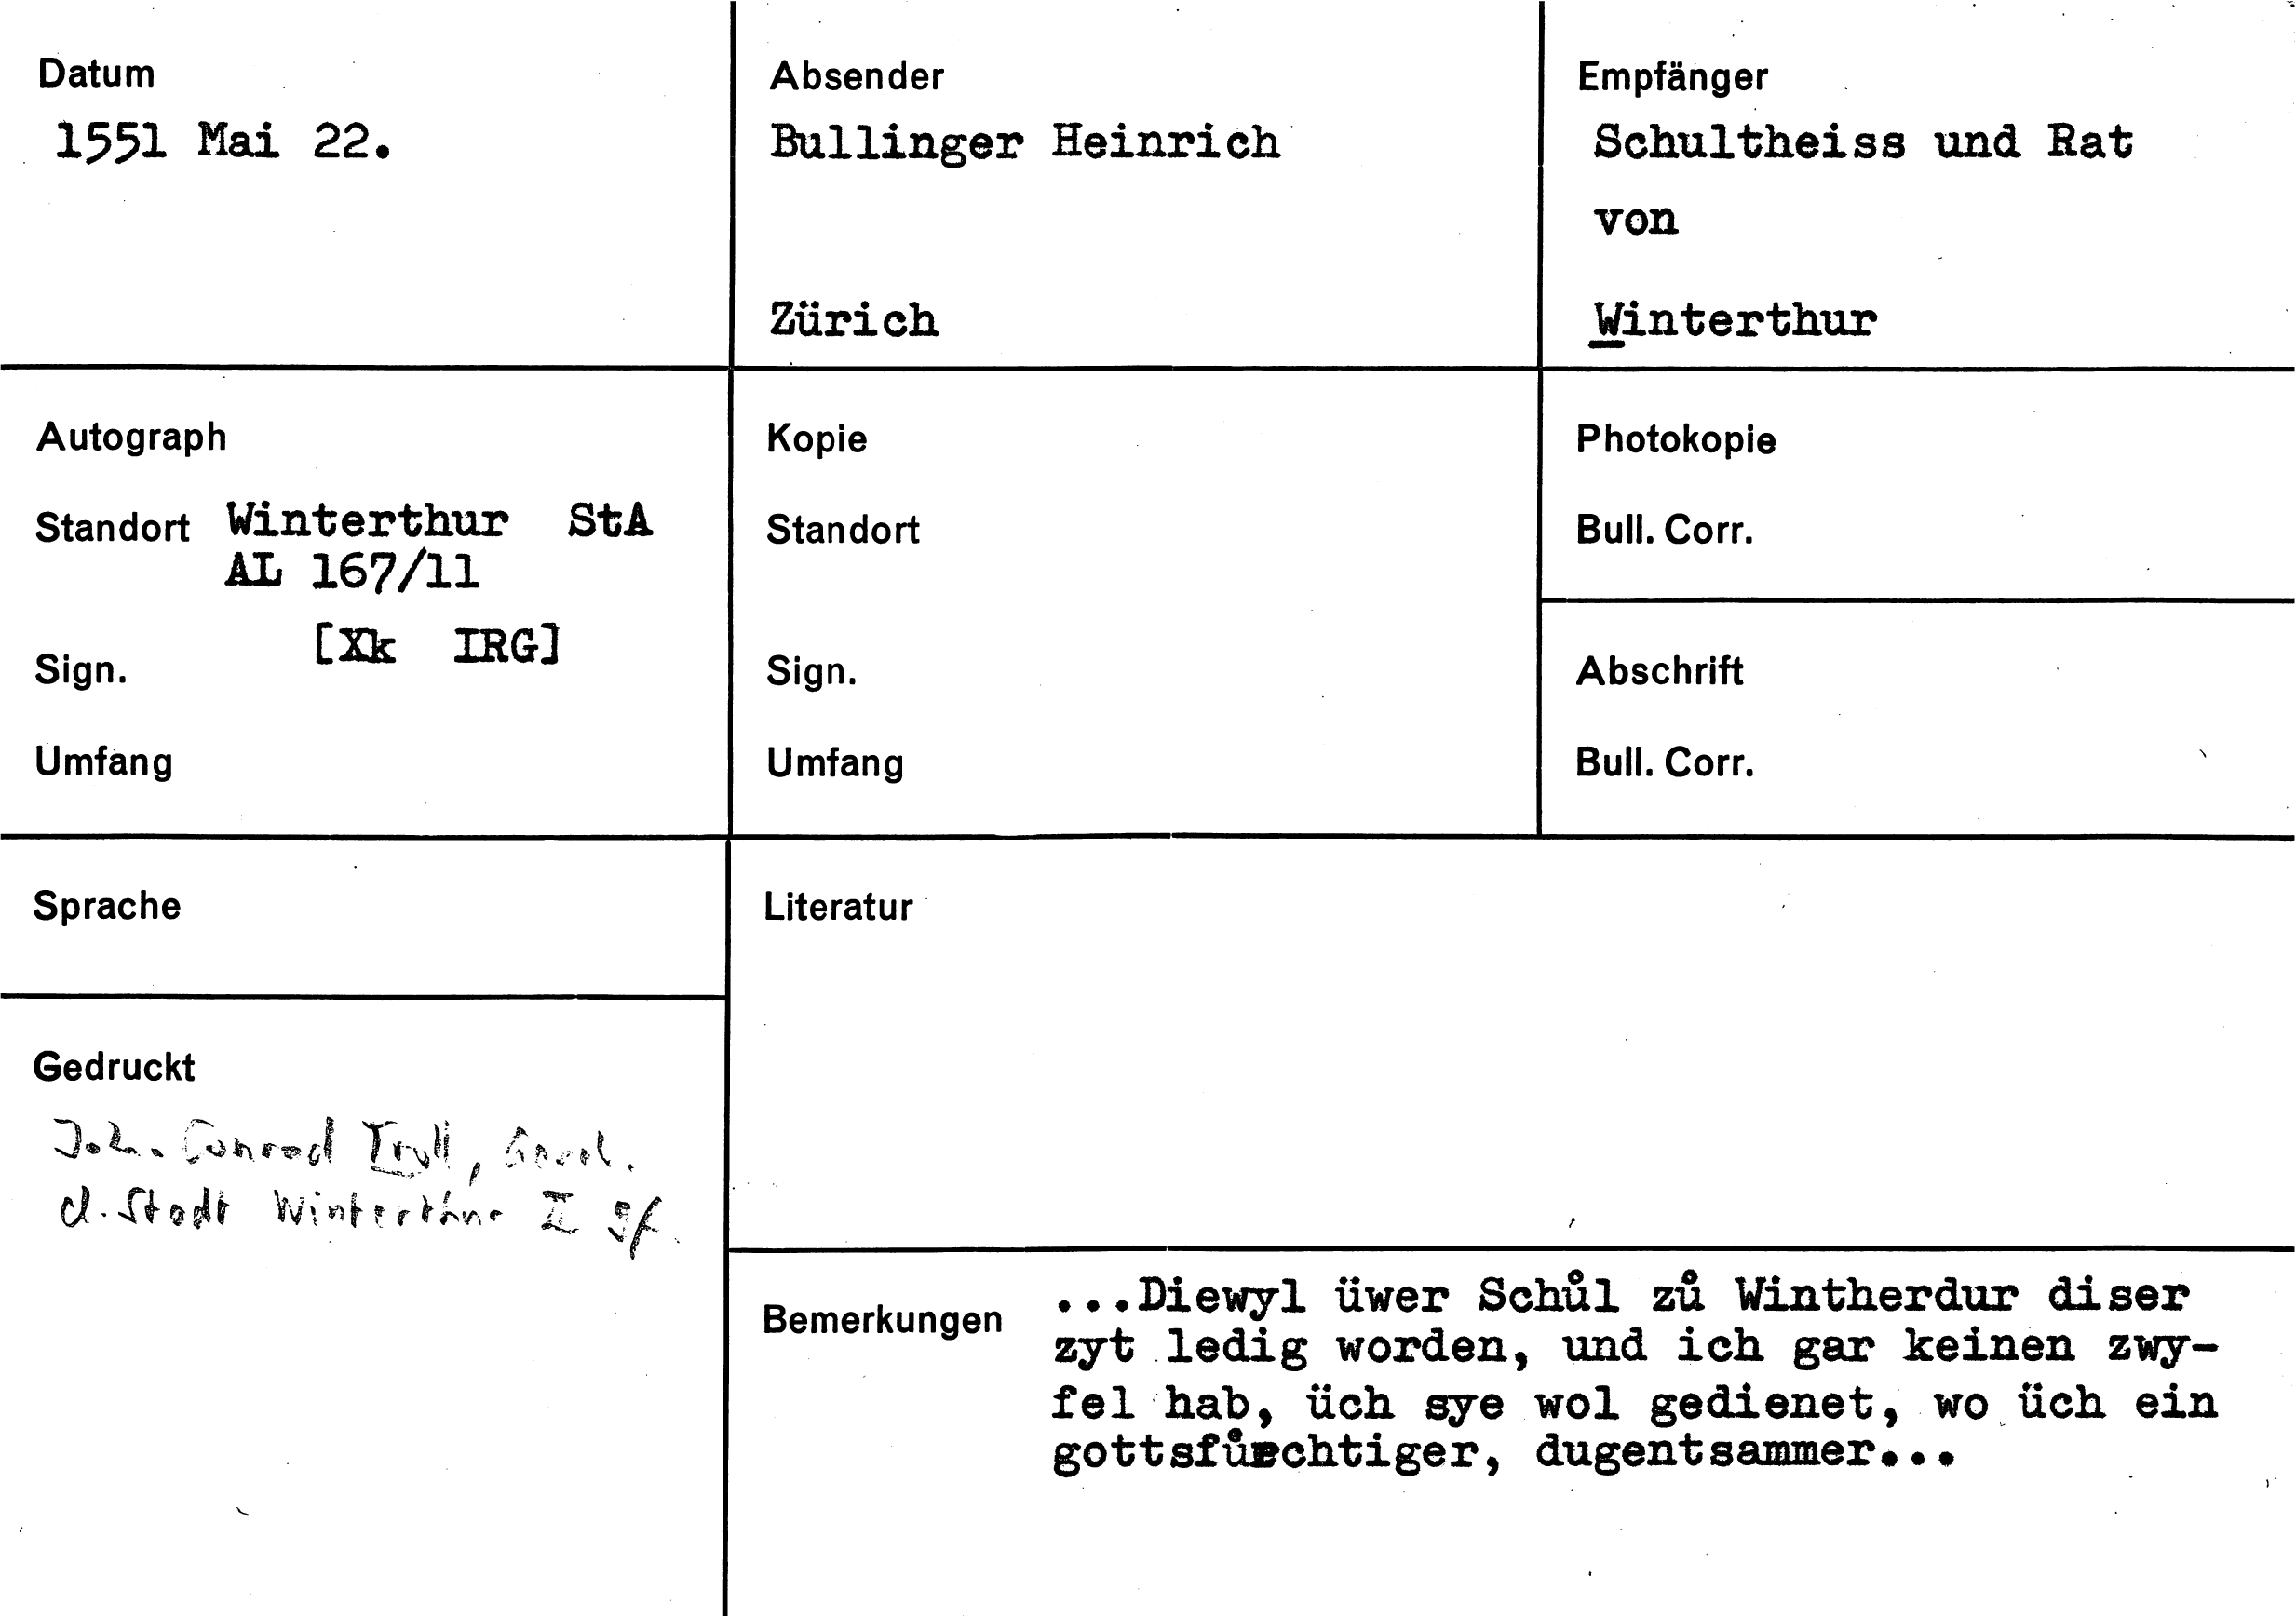 Datum
1551 Mai 22.
Absender
Bullinger Heinrich
Zürich
Empfänger
Schultheiss und Rat
von
Winterthur
Autograph
Standort Winterthur StA
AL 167/11
[Xk IRG]
Sign.
Umfang
Kopie
Standort
Sign.
Umfang
Photokopie
Bull. Corr.
Abschrift
Bull. Corr.
Sprache
Literatur
Gedruckt
Joh. Conrad Troll, Gesch.
d. Stadt Winterthur II 5f.
Bemerkungen ...Diewyl üwer Schůl zů Wintherdur diser
zyt ledig worden, und ich gar keinen zwy-
fel hab, üch sye wol gedienet, wo üch ein
gottsfůrchtiger, dugentsammer...